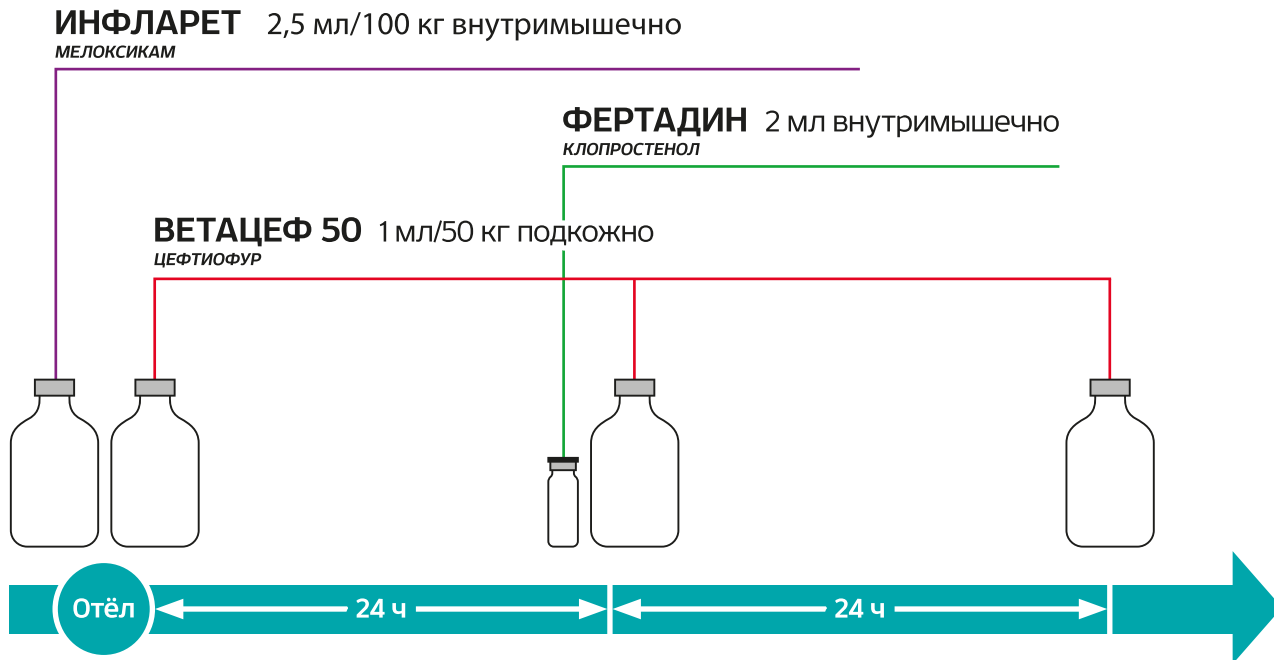 ИНФЛАРЕТ 2,5 мл/100 кг внутримышечно
МЕЛОКСИКАМ
ФЕРТАДИН 2 мл внутримышечно
КЛОПРОСТЕНОЛ
ВЕТАЦЕФ 50 1 мл/50 кг подкожно
ЦЕФТИОФУР
Отёл 24 ч 24 ч